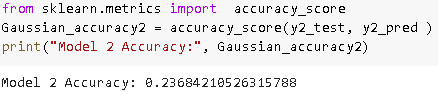 from sklearn.metrics import  accuracy_score
Gaussian_accuracy2 = accuracy_score(y2_test, y2_pred )
print("Model 2 Accuracy:", Gaussian_accuracy2)
Model 2 Accuracy: 0.23684210526315788